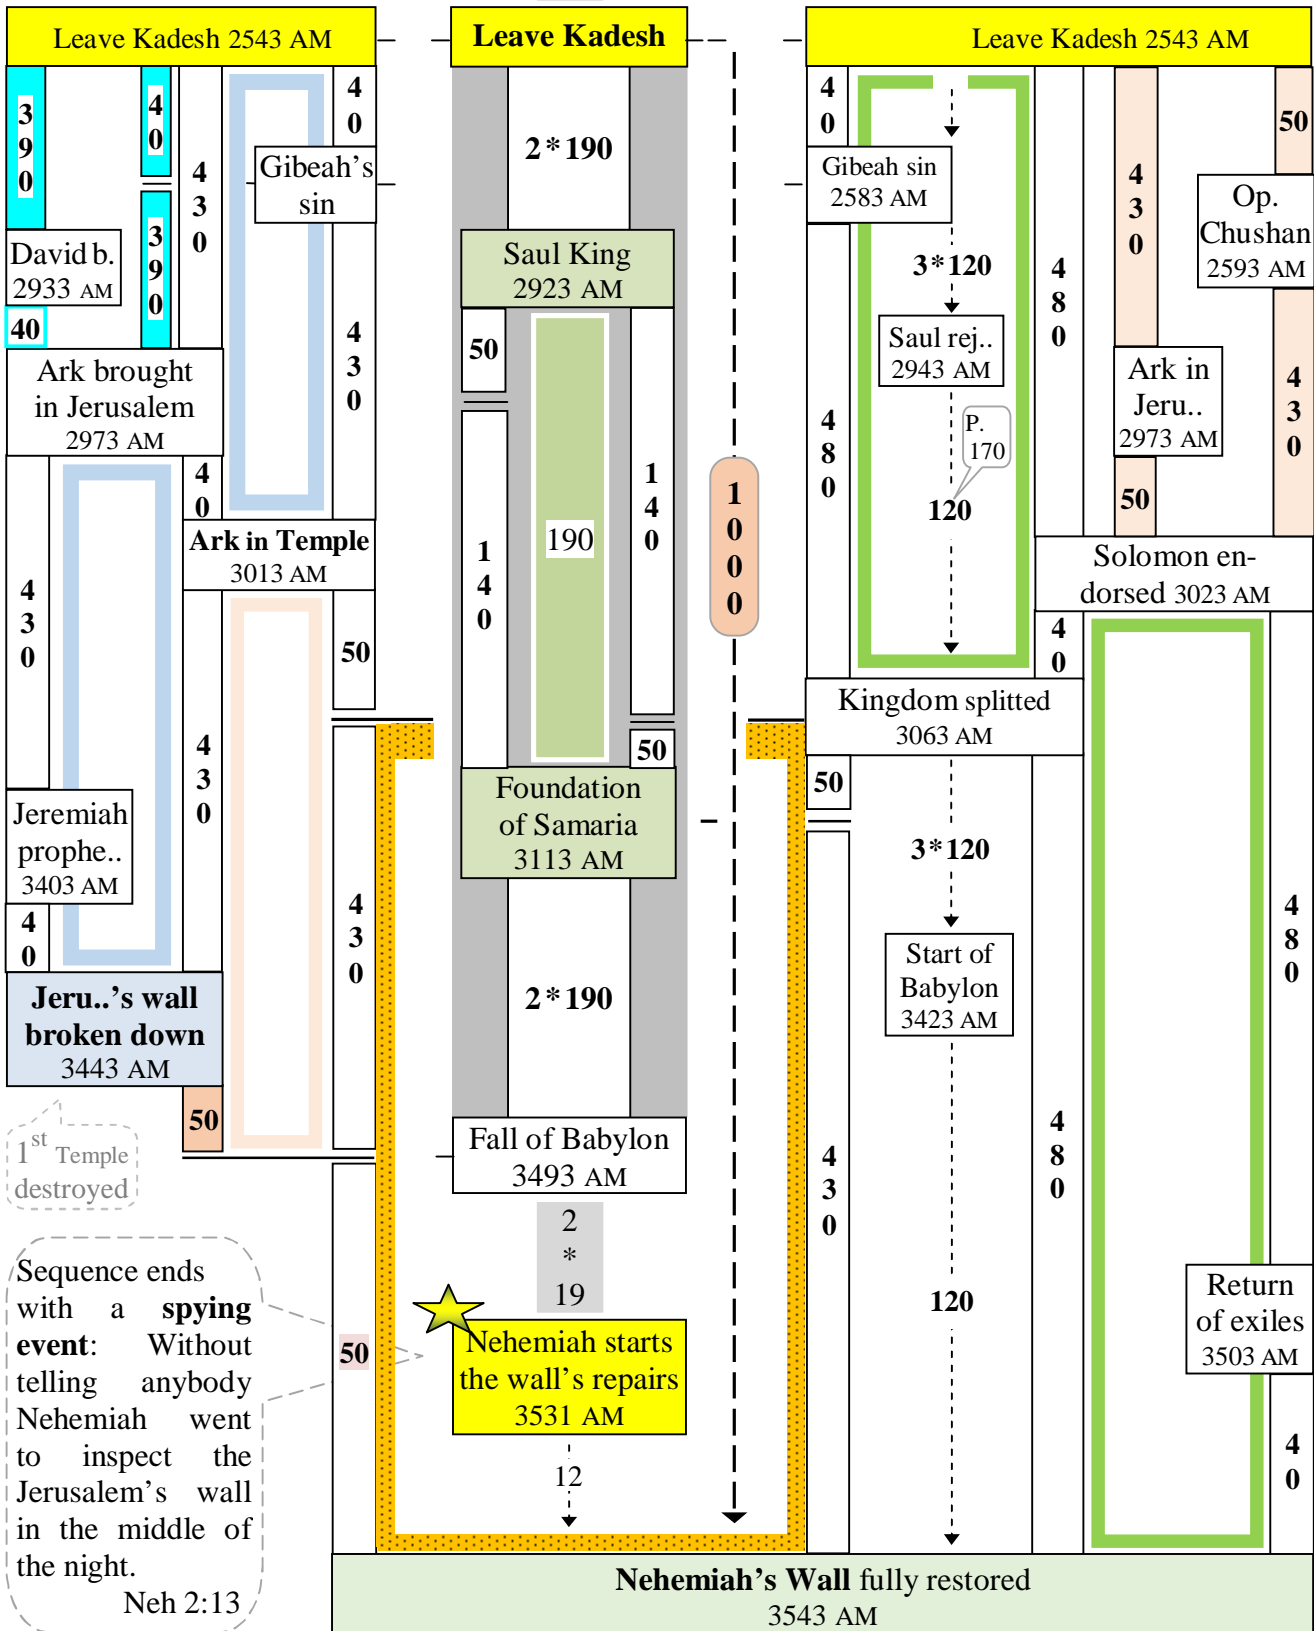 Leave Kadesh 2543 AM
Leave Kadesh
Leave Kadesh 2543 AM
390
40
390
430
40
Gibeah's
sin
430
David b.
2933 AM
40
Ark brought
in Jerusalem
2973 AM
40
Ark in Temple
3013 AM
430
430
50
Jeremiah
prophe..
3403 AM
40
Jeru..'s wall
broken down
3443 AM
50
430
1st Temple
destroyed
Sequence ends
with a spying
event: Without
telling anybody
Nehemiah went
to inspect the
Jerusalem's wall
in the middle of
the night.
Neh 2:13
50
2*190
Saul King
2923 AM
50
140
190
140
50
1000
Foundation
of Samaria
3113 AM
2*190
Fall of Babylon
3493 AM
2
*
19
Nehemiah starts
the wall's repairs
3531 AM
12
40
Gibeah sin
2583 AM
480
3*120
Saul rej..
2943 AM
P.
170
120
480
430
Ark in
Jeru..
2973 AM
50
50
Op.
Chushan
2593 AM
430
Solomon en-
dorsed 3023 AM
40
Kingdom splitted
3063 AM
50
430
3*120
Start of
Babylon
3423 AM
120
480
480
Return
of exiles
3503 AM
40
Nehemiah's Wall fully restored
3543 AM